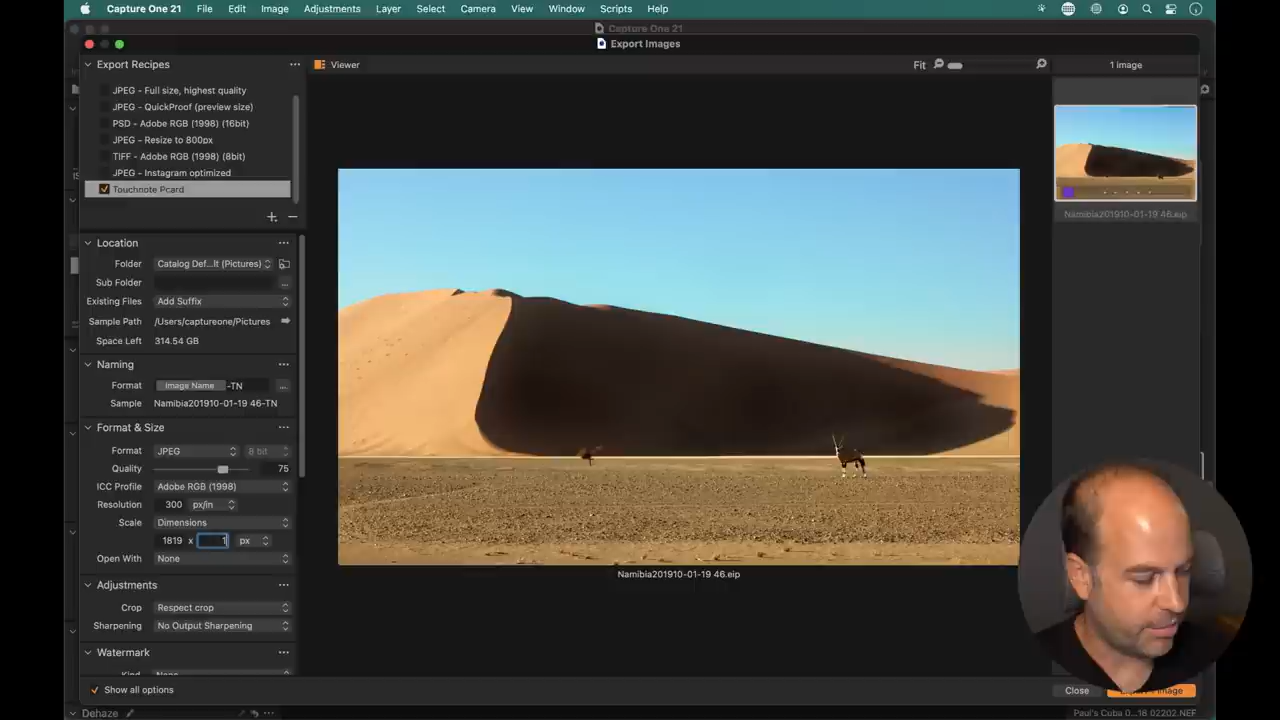 Capture One 21 File Edit Image Adjustments Layer Select Camera View Window Scripts Help
Capture One 21
Export Images
Export Recipes
JPEG - Full size, highest quality
JPEG - QuickProof (preview size)
PSD - Adobe RGB (1998) (16bit)
JPEG - Resize to 800px
TIFF - Adobe RGB (1998) (8bit)
JPEG - Instagram optimized
Touchnote Pcard
Location
Folder Catalog Def...lt (Pictures)
Sub Folder
Existing Files Add Suffix
Sample Path /Users/captureone/Pictures
Space Left 314.54 GB
Naming
Format Image Name -TN
Sample Namibia201910-01-19 46-TN
Format & Size
Format JPEG 8 bit
Quality 75
ICC Profile Adobe RGB (1998)
Resolution 300 px/in
Scale Dimensions
1819 x 1 px
Open With None
Adjustments
Crop Respect crop
Sharpening No Output Sharpening
Watermark
Show all options
Dehaze
Viewer
Fit
Namibia201910-01-19 46.eip
1 image
Namibia201910-01-19 46.eip
Close
Paul's Coba 0...16 02202.NEF